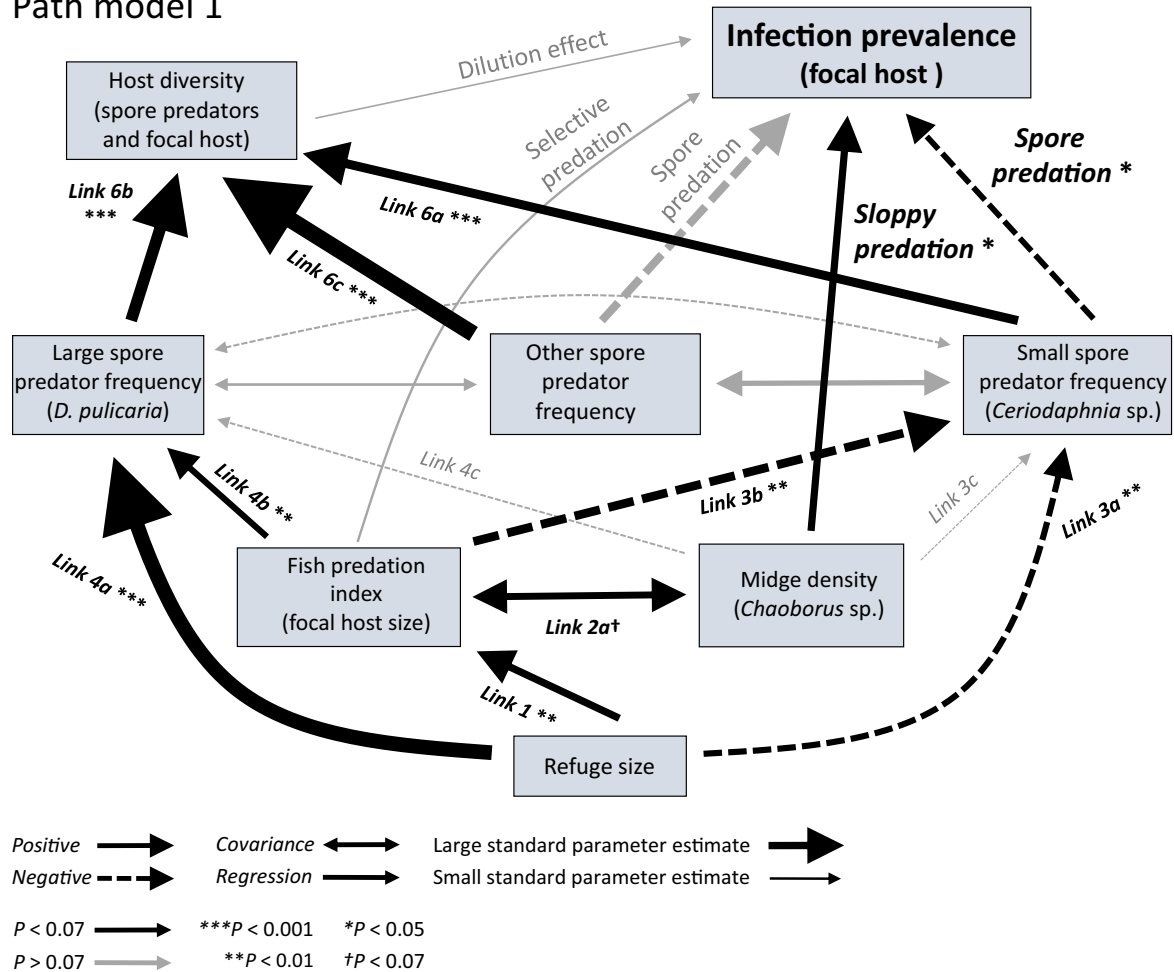 Path model 1
Infection prevalence
(focal host )
Host diversity
(spore predators
and focal host)
Dilution effect
Selective
predation
Spore
predation
Spore
predation *
Sloppy
predation *
Link 6b
***
Link 6a ***
Link 6c ***
Large spore
predator frequency
(D. pulicaria)
Other spore
predator
frequency
Small spore
predator frequency
(Ceriodaphnia sp.)
Link 4c
Link 4b **
Link 3b **
Link 3c
Link 3a **
Link 4a ***
Fish predation
index
(focal host size)
Midge density
(Chaoborus sp.)
Link 2a†
Link 1 **
Refuge size
Positive Covariance Large standard parameter estimate
Negative Regression Small standard parameter estimate
P < 0.07 ***P < 0.001 *P < 0.05
P > 0.07 **P < 0.01 †P < 0.07